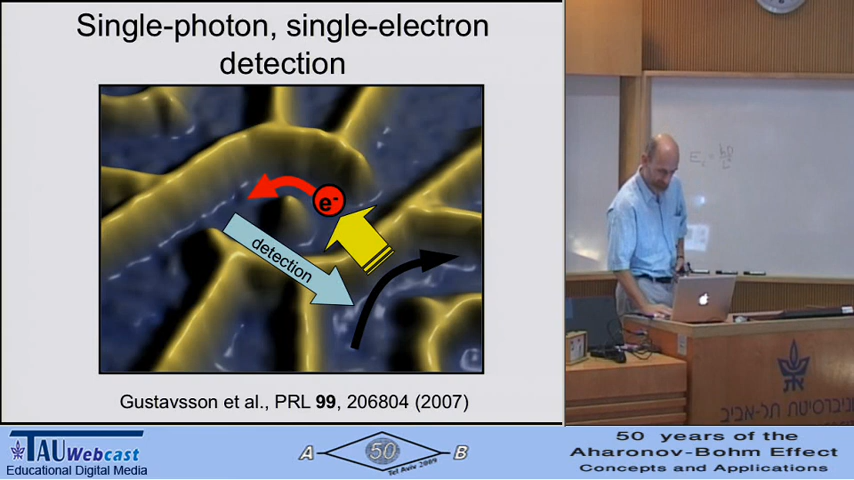 Single-photon, single-electron
detection
e-
detection
Gustavsson et al., PRL 99, 206804 (2007)
אוניברסיטת תל-אביב
TAU Webcast
Educational Digital Media
A 50 B
Tel Aviv 2009
50 years of the
Aharonov-Bohm Effect
Concepts and Applications